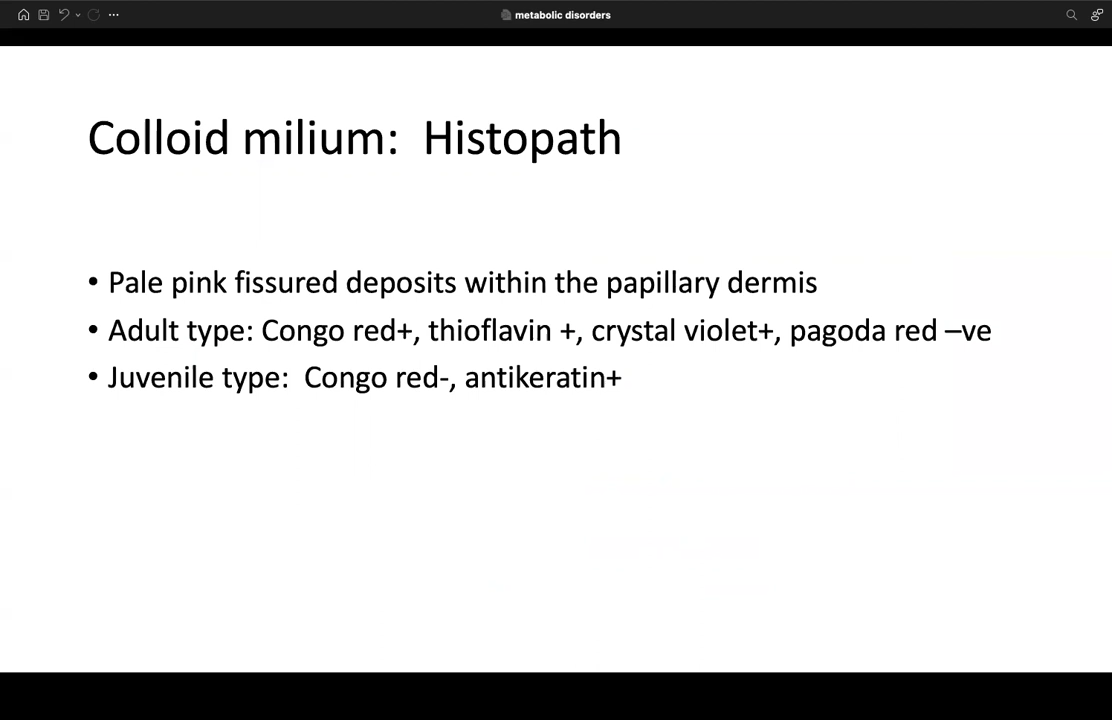 metabolic disorders
Colloid milium: Histopath
• Pale pink fissured deposits within the papillary dermis
• Adult type: Congo red+, thioflavin +, crystal violet+, pagoda red –ve
• Juvenile type: Congo red-, antikeratin+